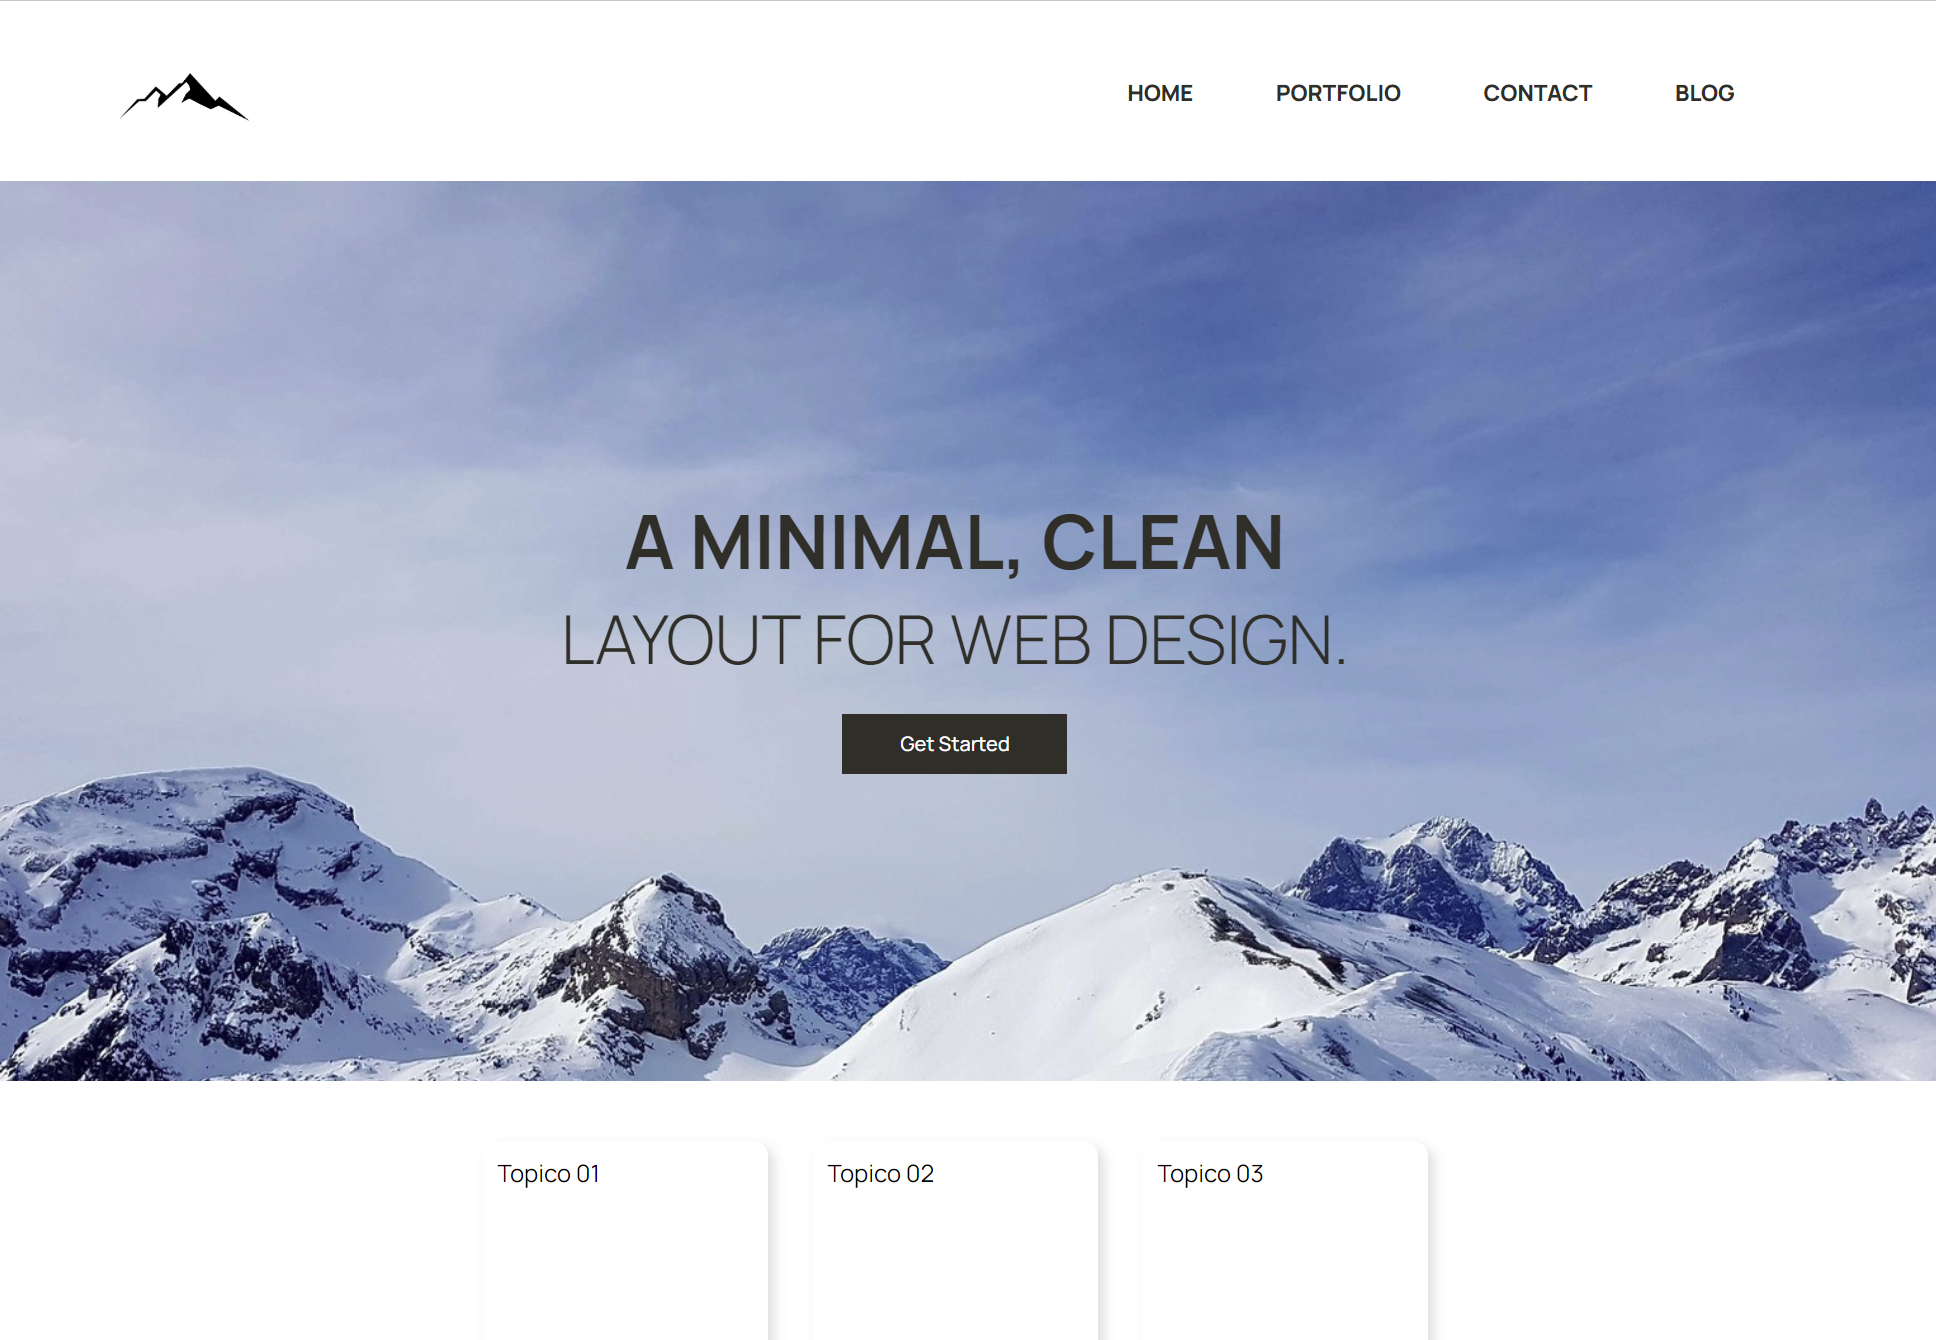 HOME PORTFOLIO CONTACT BLOG
A MINIMAL, CLEAN
LAYOUT FOR WEB DESIGN.
Get Started
Topico 01
Topico 02
Topico 03